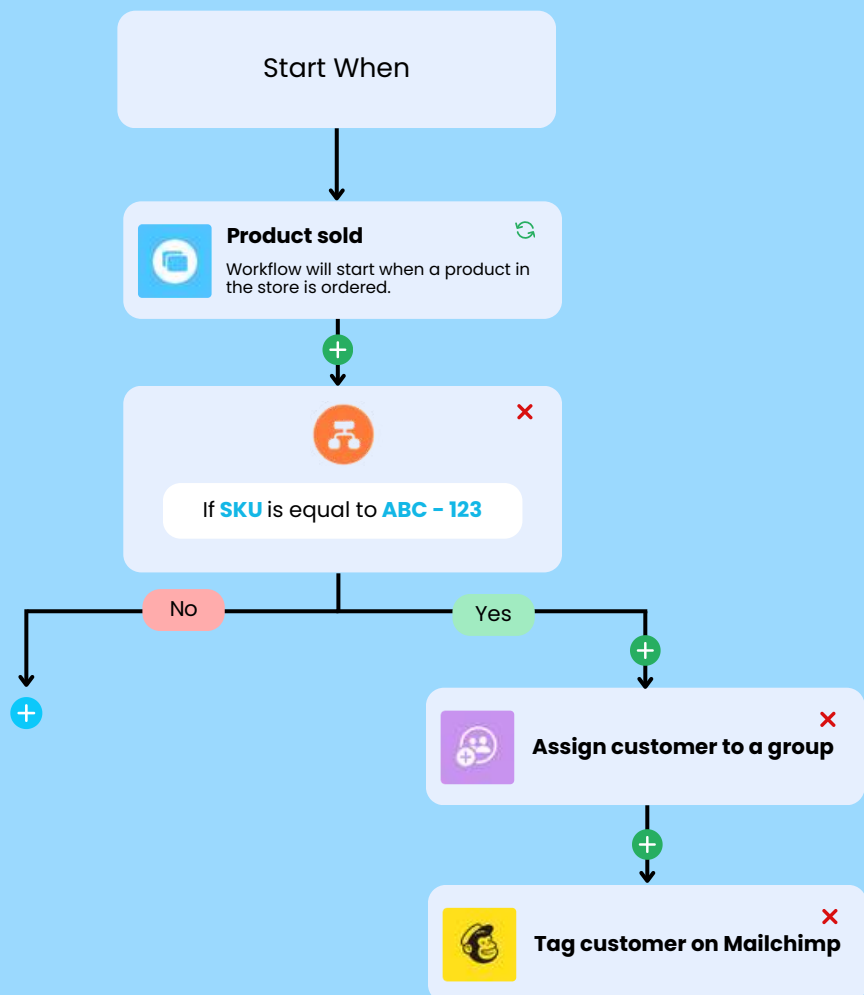 Start When
Product sold
Workflow will start when a product in
the store is ordered.
If SKU is equal to ABC - 123
No
Yes
Assign customer to a group
Tag customer on Mailchimp